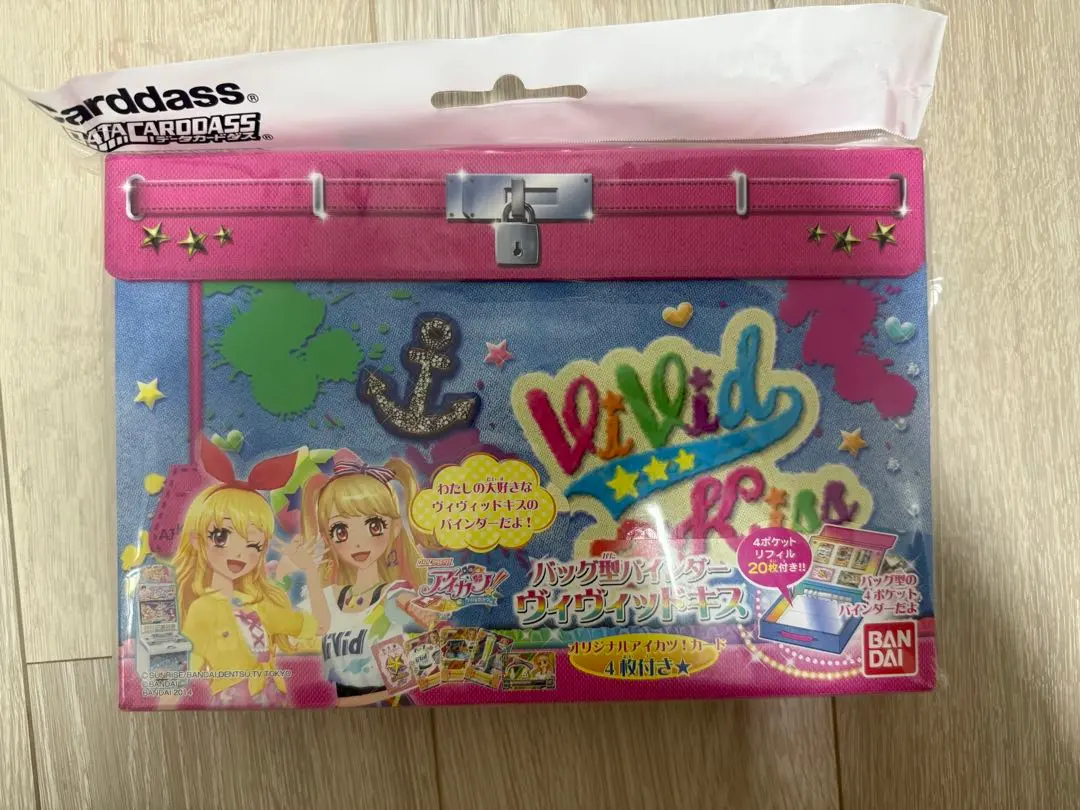 arddass®
DATA CARDDASS®
データカードダス
ViVid
Kiss
わたしの大好きな
ヴィヴィッドキスの
バインダーだよ!
アイカツ!
バッグ型バインダー
ヴィヴィッドキス
4ポケット
リフィル
20枚付き!!
バッグ型の
4ポケット
バインダーだよ
オリジナルアイカツ!カード
4枚付き★
BAN
DAI
ViVid
©SUNRISE/BANDAI,DENTSU,TV TOKYO
©BANDAI
BANDAI 2014